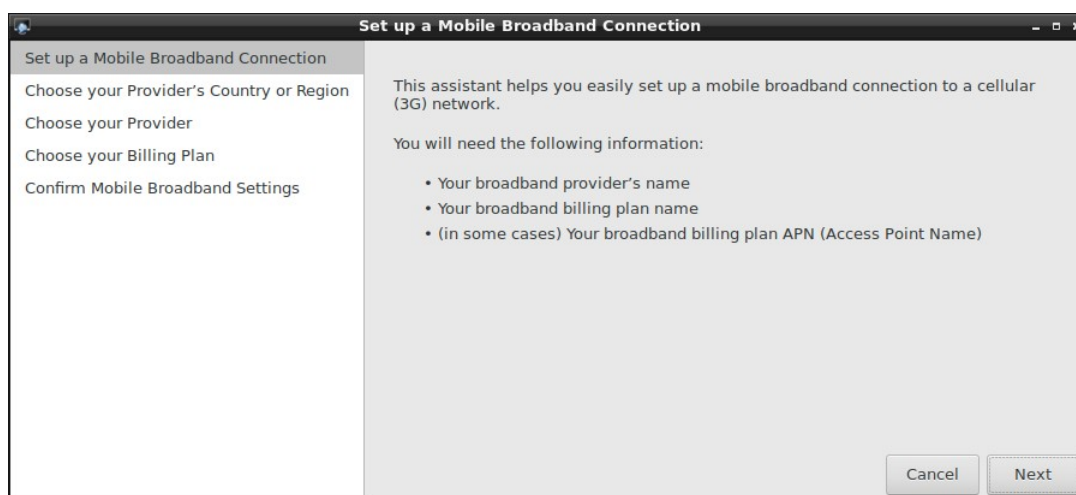 Set up a Mobile Broadband Connection
Set up a Mobile Broadband Connection
Choose your Provider’s Country or Region
Choose your Provider
Choose your Billing Plan
Confirm Mobile Broadband Settings
This assistant helps you easily set up a mobile broadband connection to a cellular
(3G) network.
You will need the following information:
• Your broadband provider’s name
• Your broadband billing plan name
• (in some cases) Your broadband billing plan APN (Access Point Name)
Cancel
Next